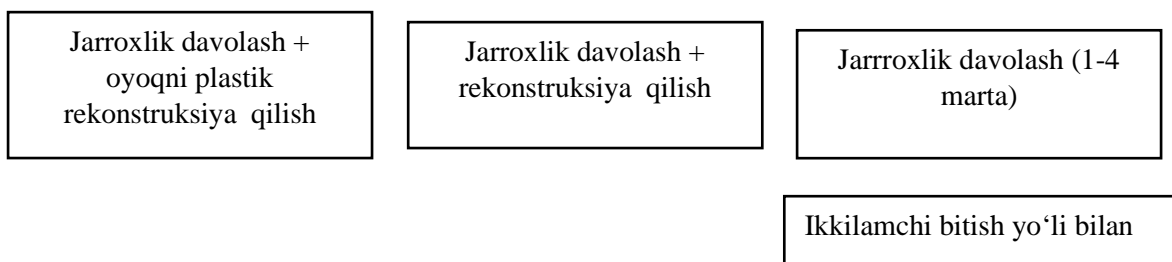 Jarroxlik davolash +
oyoqni plastik
rekonstruksiya qilish
Jarroxlik davolash +
rekonstruksiya qilish
Jarrroxlik davolash (1-4
marta)
Ikkilamchi bitish yo‘li bilan